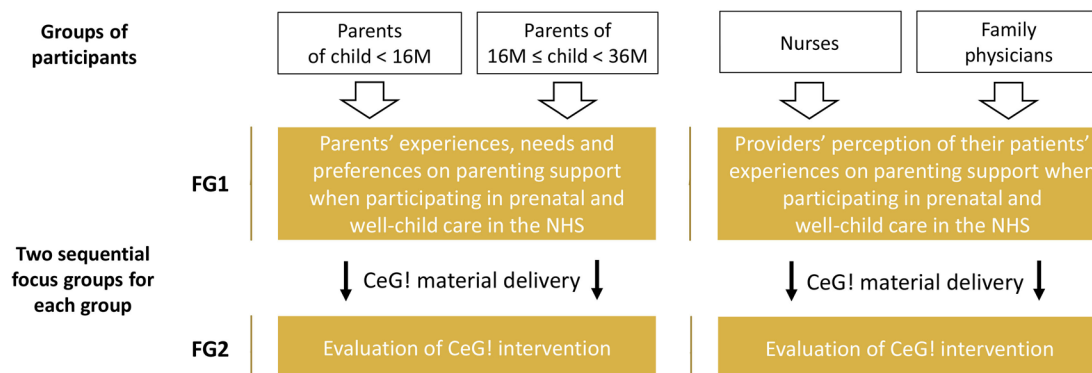 Groups of
participants
Parents
of child < 16M
Parents of
16M ≤ child < 36M
Nurses
Family
physicians
FG1
Parents’ experiences, needs and
preferences on parenting support
when participating in prenatal and
well-child care in the NHS
Providers’ perception of their patients’
experiences on parenting support when
participating in prenatal and
well-child care in the NHS
Two sequential
focus groups for
each group
CeG! material delivery
CeG! material delivery
FG2
Evaluation of CeG! intervention
Evaluation of CeG! intervention